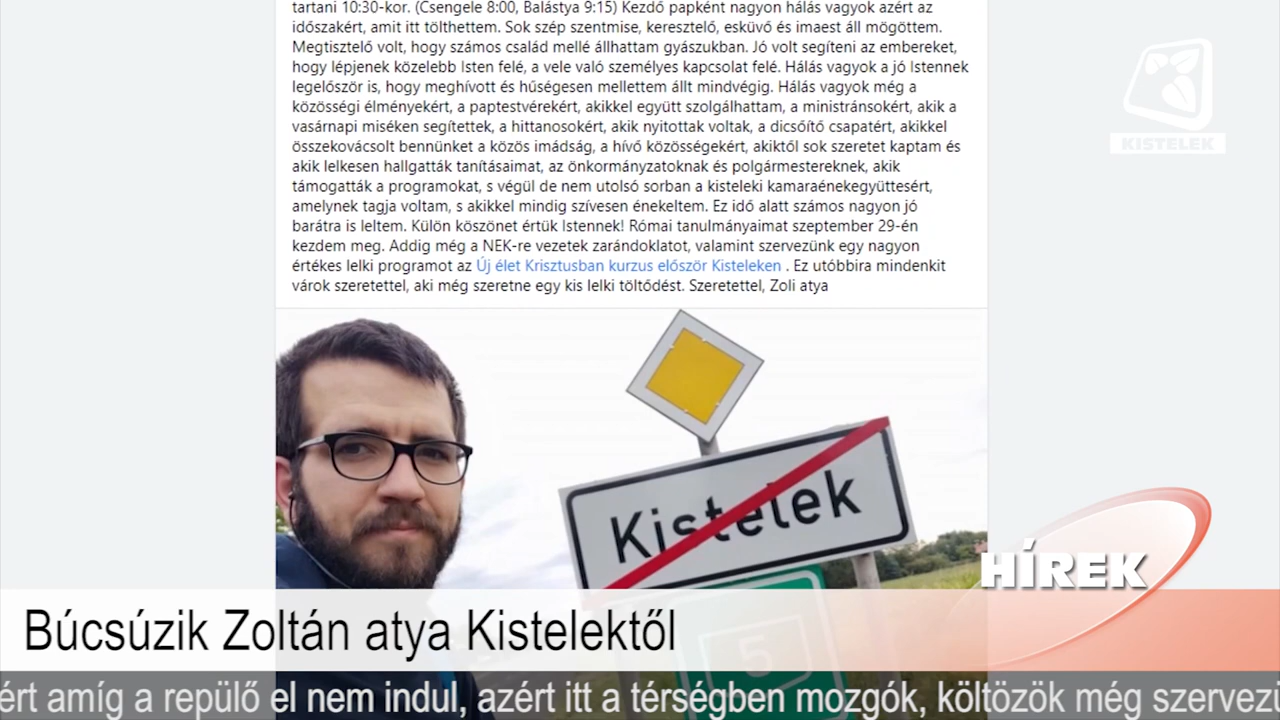 tartani 10:30-kor. (Csengele 8:00, Balástya 9:15) Kezdő papként nagyon hálás vagyok azért az
időszakért, amit itt tölthettem. Sok szép szentmise, keresztelő, esküvő és imaest áll mögöttem.
Megtisztelő volt, hogy számos család mellé állhattam gyászukban. Jó volt segíteni az embereket,
hogy lépjenek közelebb Isten felé, a vele való személyes kapcsolat felé. Hálás vagyok a jó Istennek
legelőször is, hogy meghívott és hűségesen mellettem állt mindvégig. Hálás vagyok még a
közösségi élményekért, a paptestvérekért, akikkel együtt szolgálhattam, a ministránsokért, akik a
vasárnapi miséken segítettek, a hittanosokért, akik nyitottak voltak, a dicsőítő csapatért, akikkel
összekovácsolt bennünket a közös imádság, a hívő közösségekért, akiktől sok szeretet kaptam és
akik lelkesen hallgatták tanításaimat, az önkormányzatoknak és polgármestereknek, akik
támogatták a programokat, s végül de nem utolsó sorban a kisteleki kamaraénekegyüttesért,
amelynek tagja voltam, s akikkel mindig szívesen énekeltem. Ez idő alatt számos nagyon jó
barátra is leltem. Külön köszönet értük Istennek! Római tanulmányaimat szeptember 29-én
kezdem meg. Addig még a NEK-re vezetek zarándoklatot, valamint szervezünk egy nagyon
értékes lelki programot az Új élet Krisztusban kurzus először Kisteleken . Ez utóbbira mindenkit
várok szeretettel, aki még szeretne egy kis lelki töltődést. Szeretettel, Zoli atya
KISTELEK
Kistelek
5
HÍREK
Búcsúzik Zoltán atya Kistelektől
ért amíg a repülő el nem indul, azért itt a térségben mozgók, költözök még szervezü